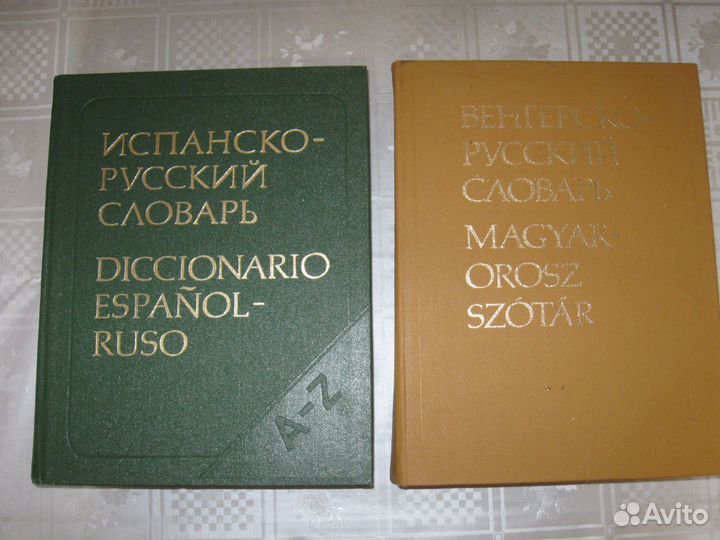 ИСПАНСКО-
РУССКИЙ
СЛОВАРЬ
DICCIONARIO
ESPAÑOL-
RUSO
A-Z
ВЕНГЕРСКО-
РУССКИЙ
СЛОВАРЬ
MAGYAR-
OROSZ
SZÓTÁR
Avito